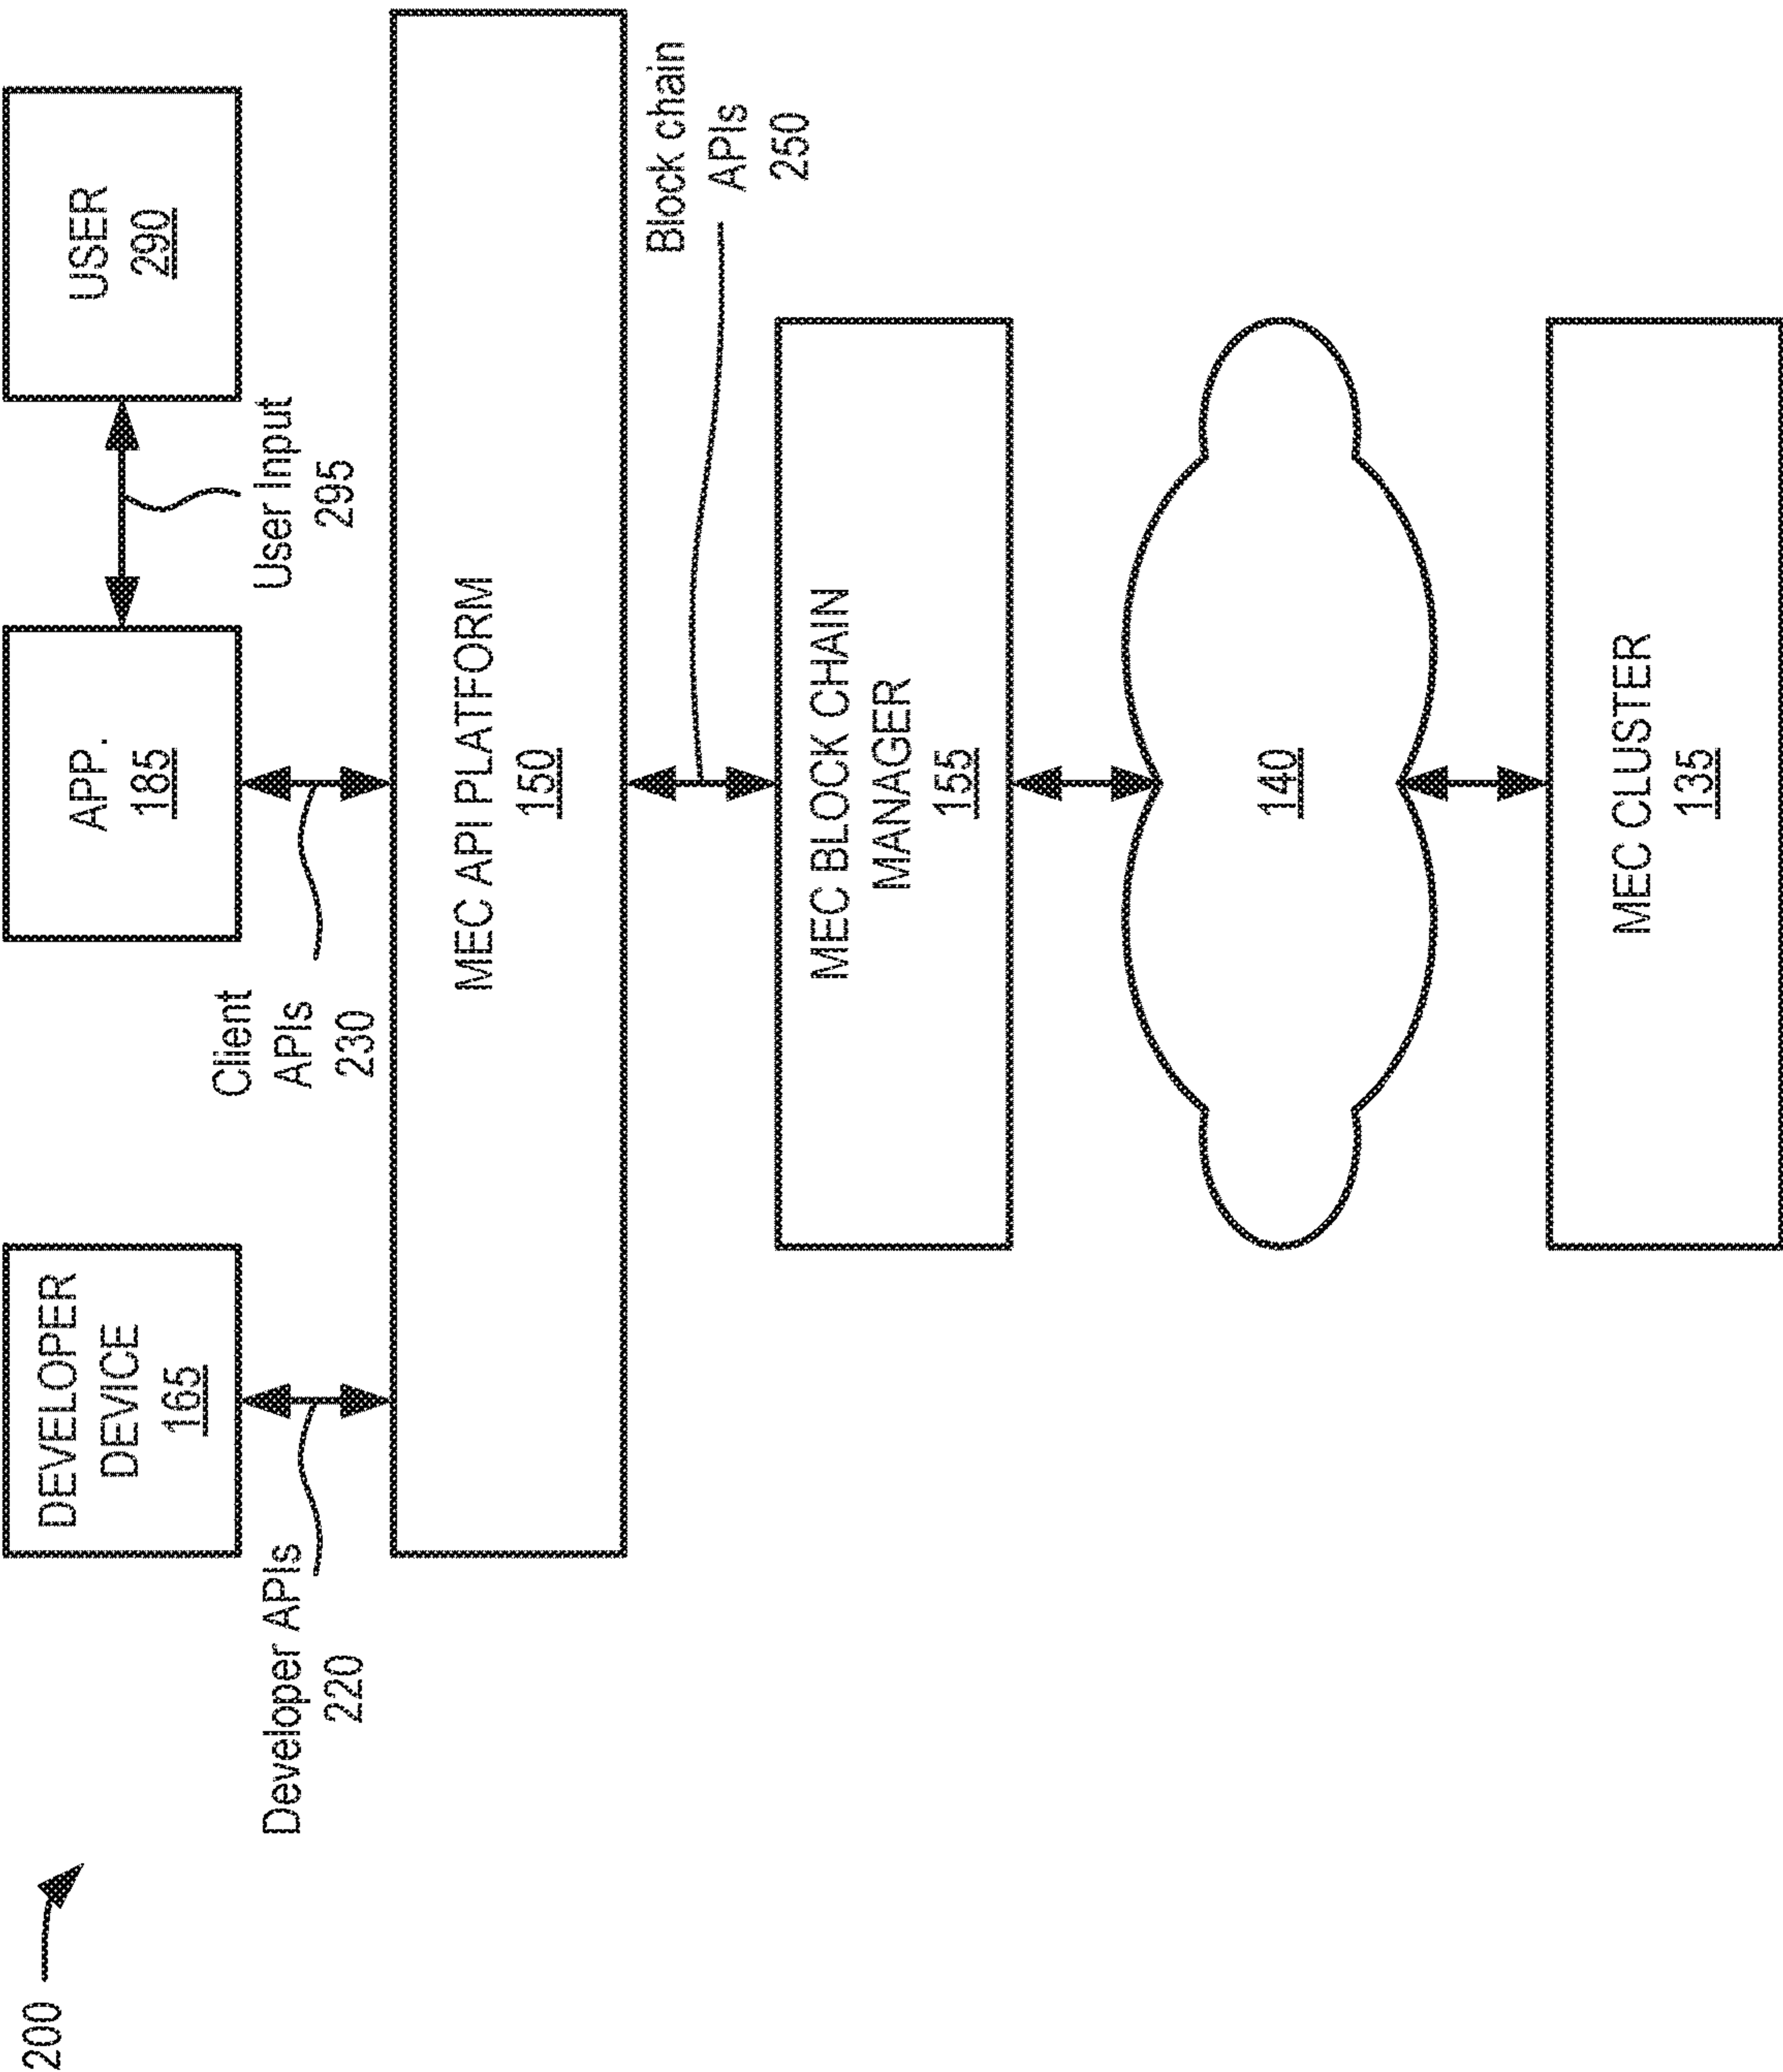 200
DEVELOPER
DEVICE
165
APP.
185
USER
290
User Input
295
Developer APIs
220
Client
APIs
230
MEC API PLATFORM
150
Block chain
APIs
250
MEC BLOCK CHAIN
MANAGER
155
140
MEC CLUSTER
135